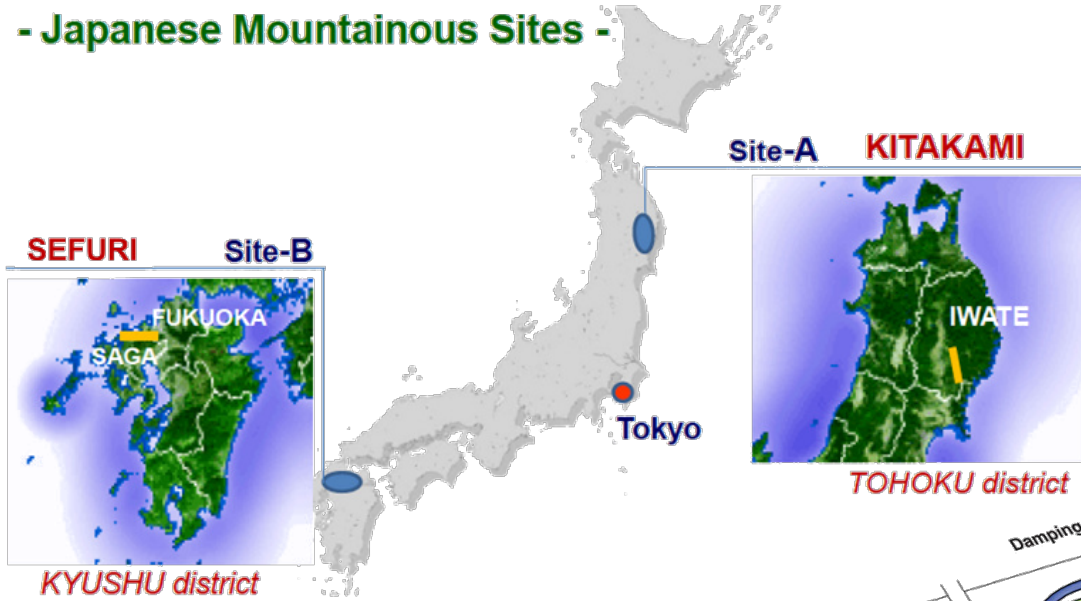 - Japanese Mountainous Sites -
Site-A KITAKAMI
SEFURI Site-B
FUKUOKA
SAGA
IWATE
Tokyo
TOHOKU district
KYUSHU district
Damping